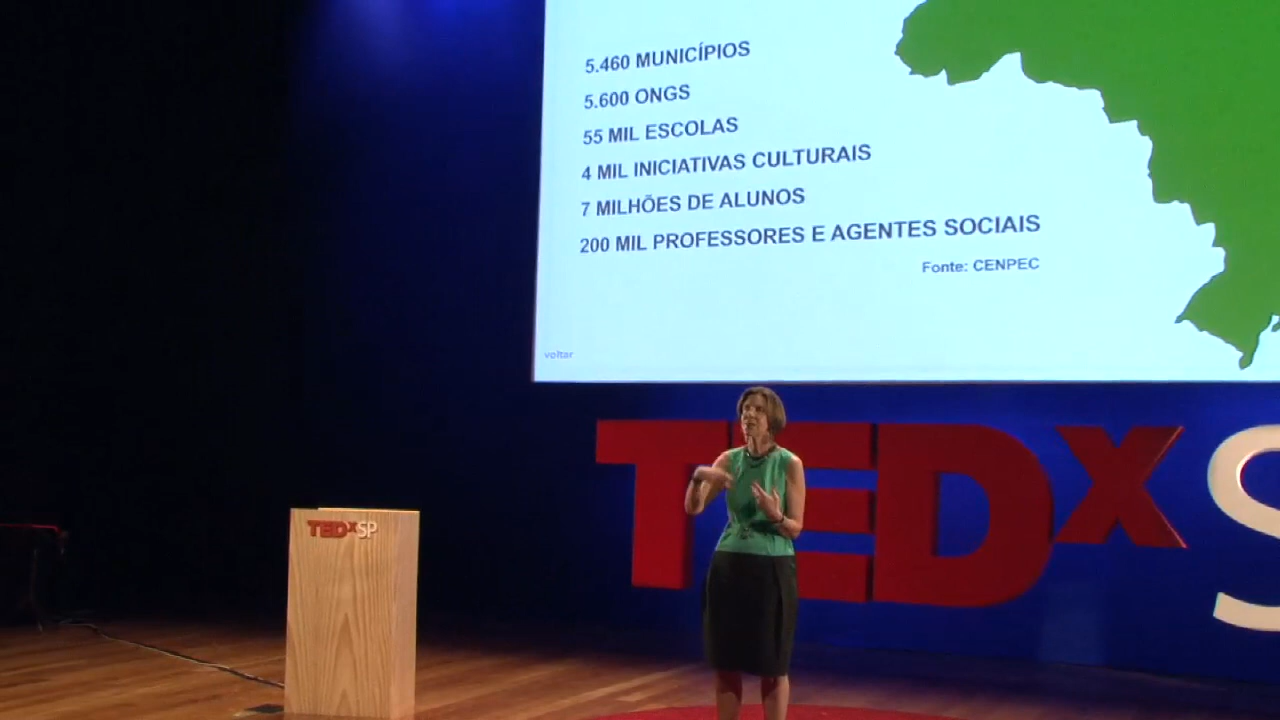 5.460 MUNICÍPIOS
5.600 ONGS
55 MIL ESCOLAS
4 MIL INICIATIVAS CULTURAIS
7 MILHÕES DE ALUNOS
200 MIL PROFESSORES E AGENTES SOCIAIS
Fonte: CENPEC
voltar
TEDx S
TEDxSP